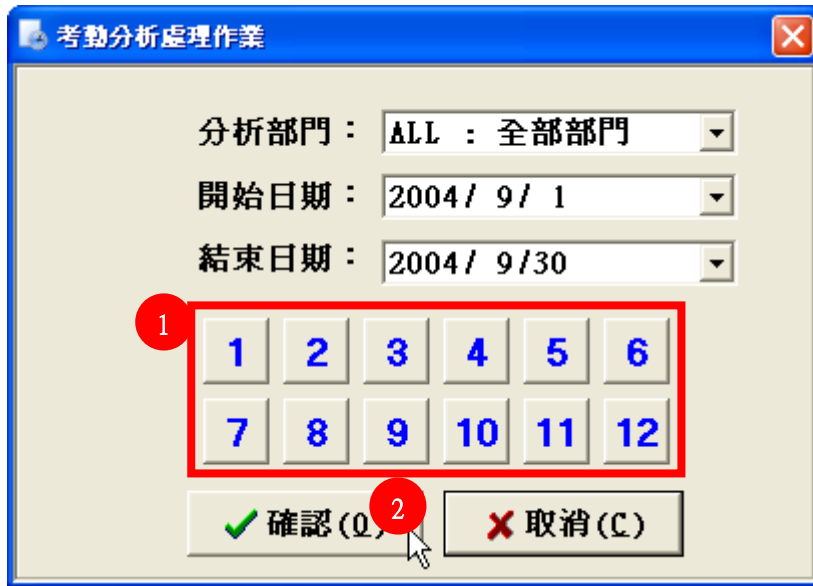 考勤分析處理作業
分析部門： ALL : 全部部門
開始日期： 2004/ 9/ 1
結束日期： 2004/ 9/30
1
1 2 3 4 5 6
7 8 9 10 11 12
確認(O) 2 取消(C)